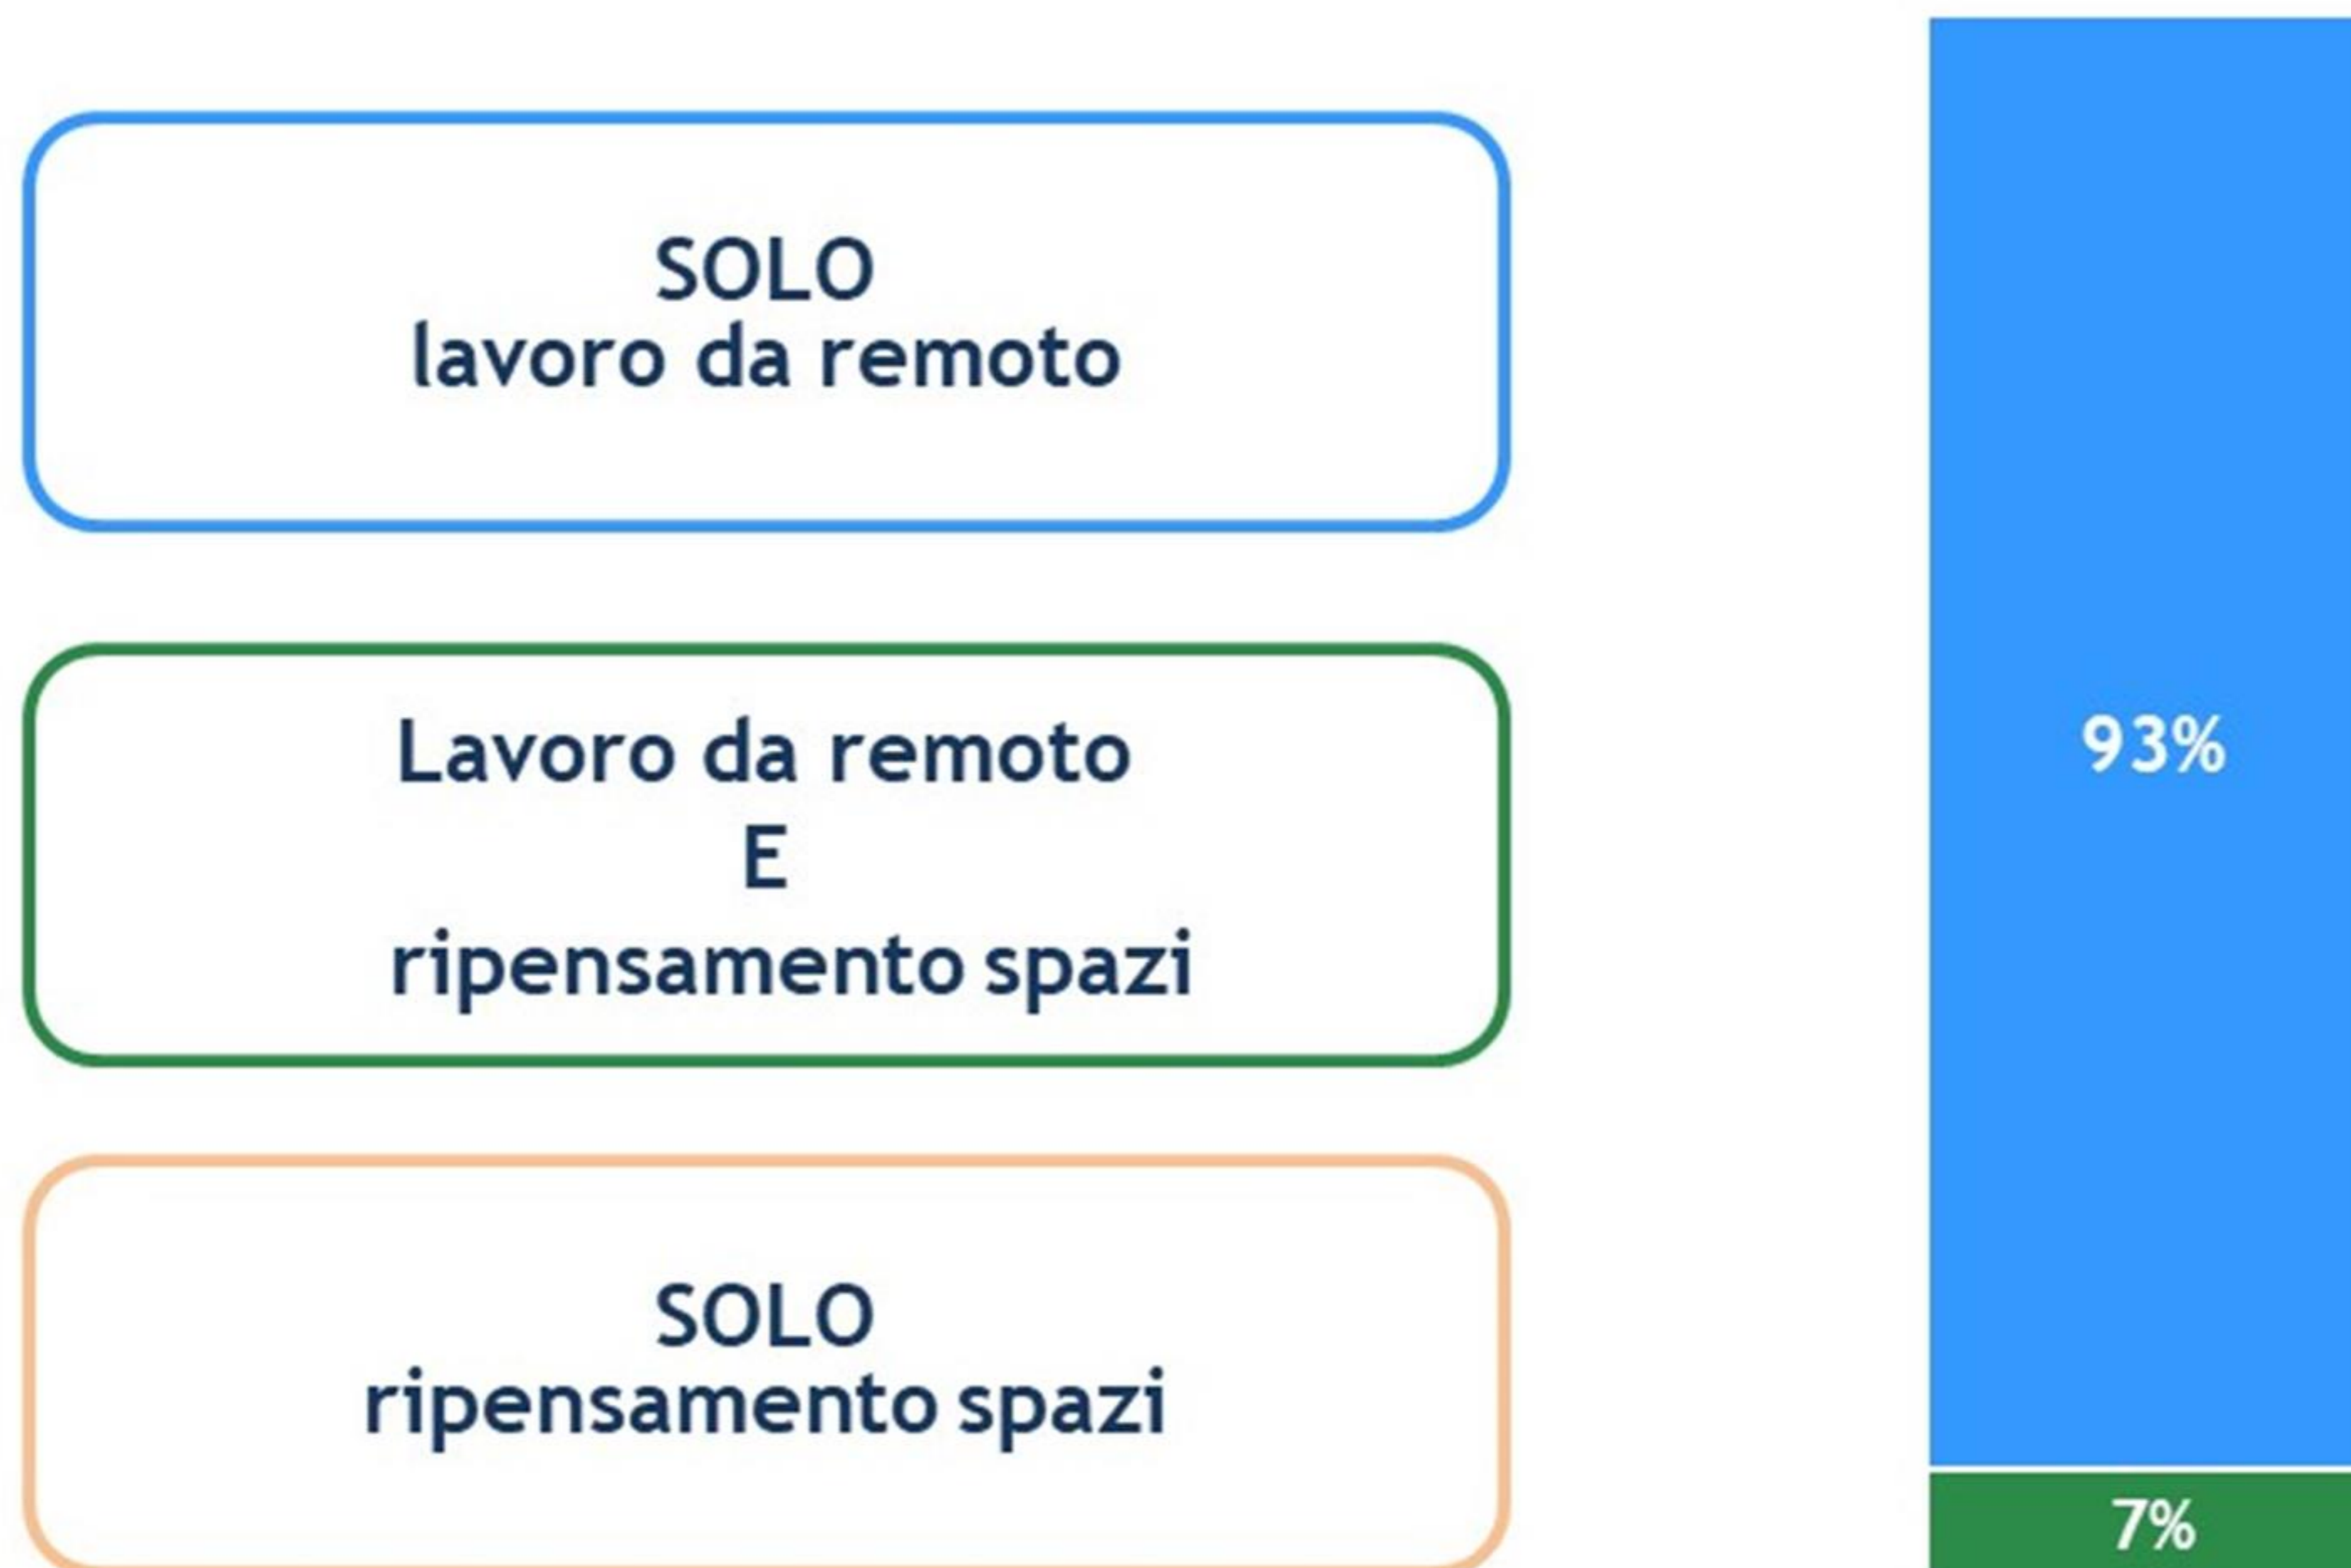 SOLO
lavoro da remoto
Lavoro da remoto
E
ripensamento spazi
SOLO
ripensamento spazi
93%
7%